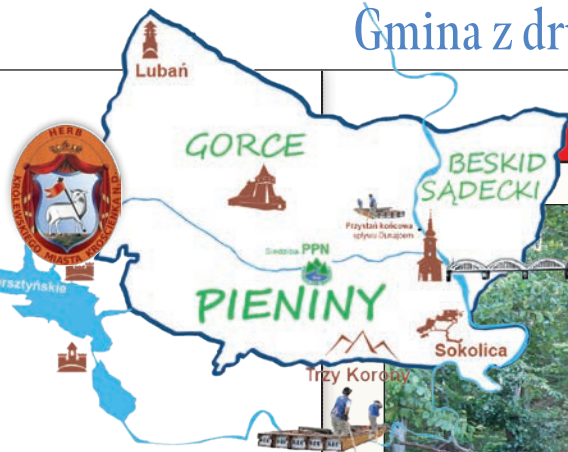 Gmina z dr
Lubań
HERB
KRÓLEWSKIEGO MIASTA KROŚCIENKA N.D.
GORCE
BESKID
SĄDECKI
Przystań końcowa
spływu Dunajcem
Siedziba PPN
PIENINY
rsztyńskie
Sokolica
Trzy Korony